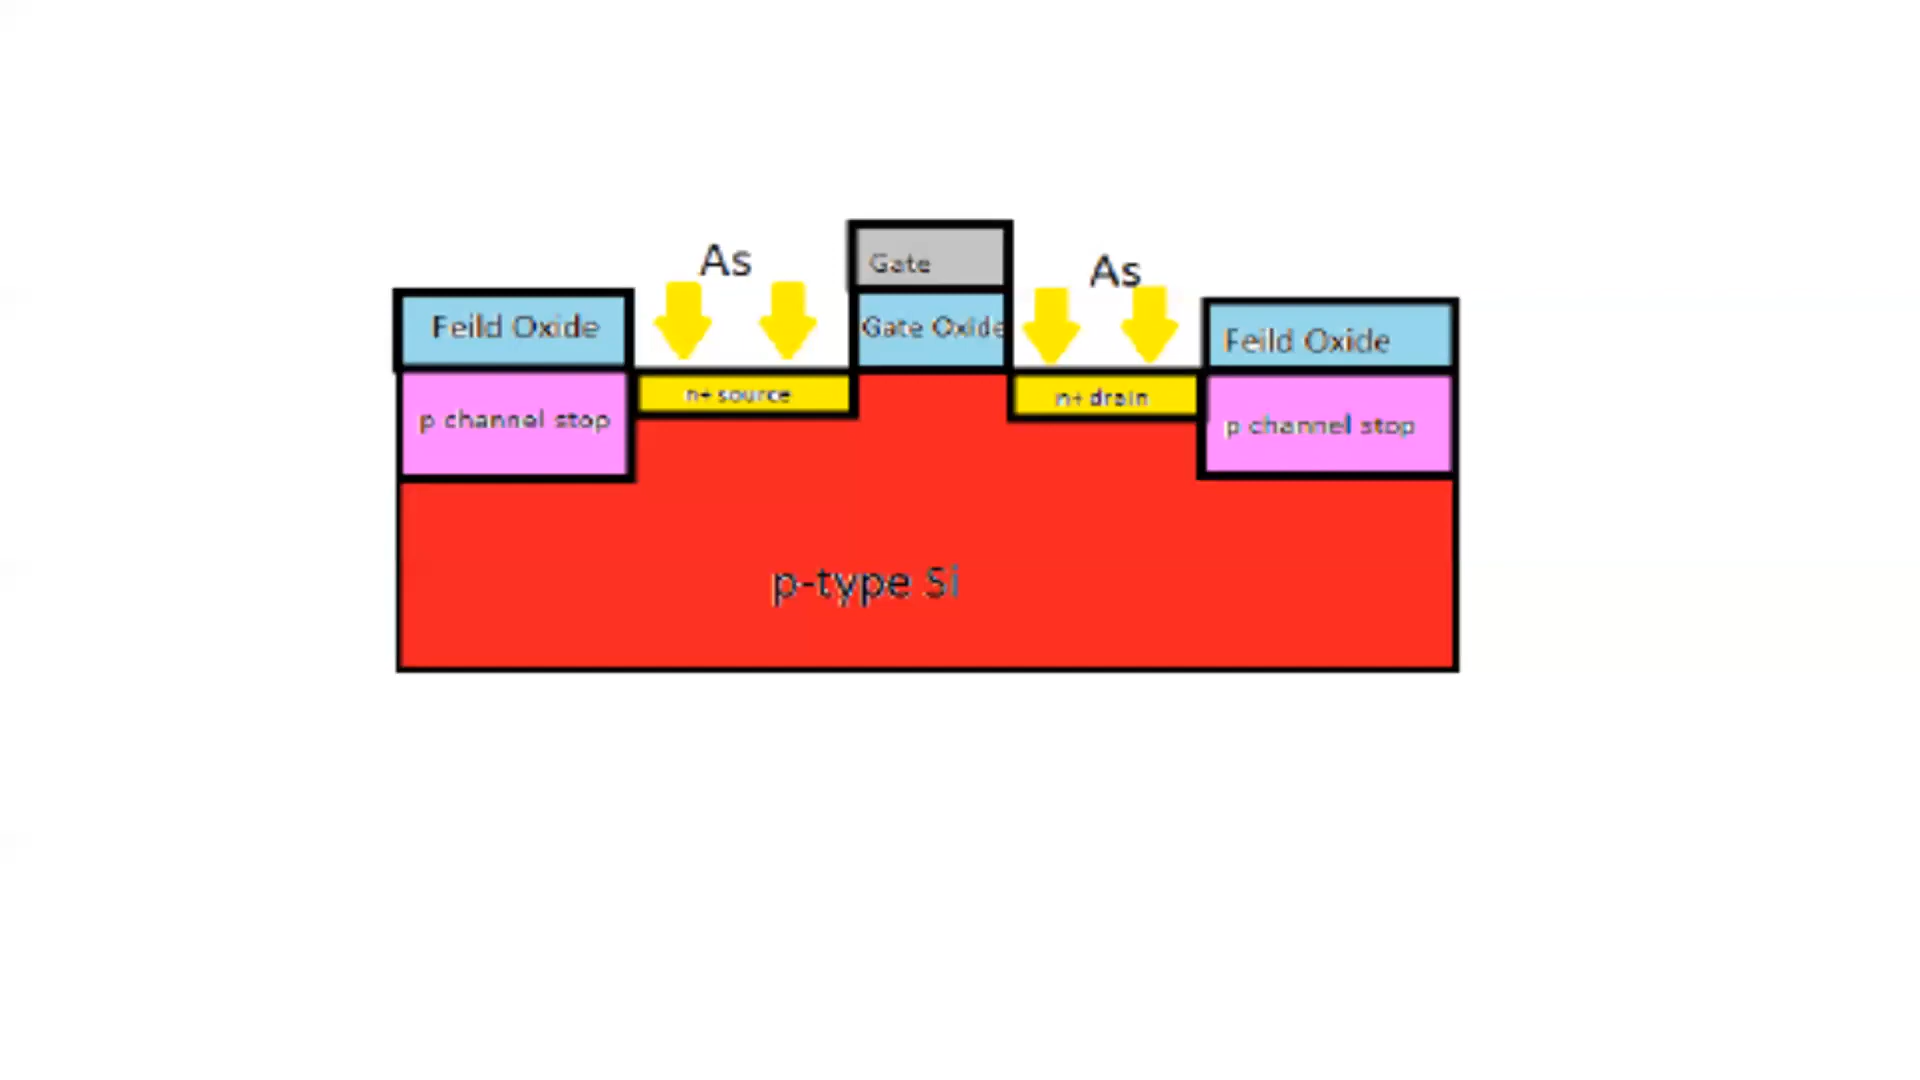 As
As
Gate
Feild Oxide
Gate Oxide
Feild Oxide
n+ source
n+ drain
p channel stop
p channel stop
p-type Si